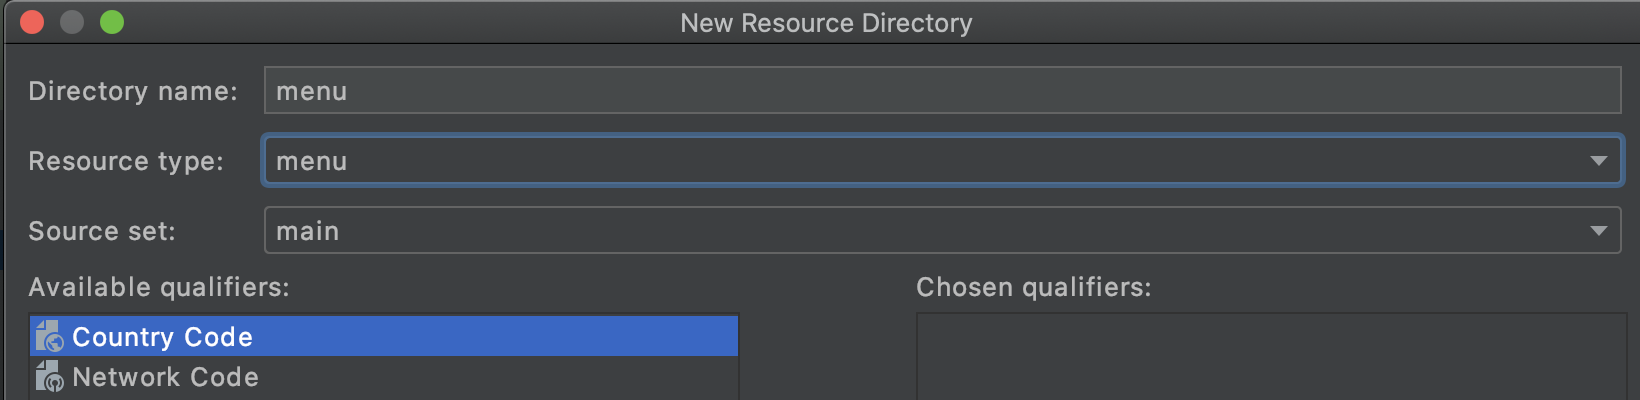 New Resource Directory
Directory name: menu
Resource type: menu
Source set: main
Available qualifiers: Chosen qualifiers:
Country Code
Network Code